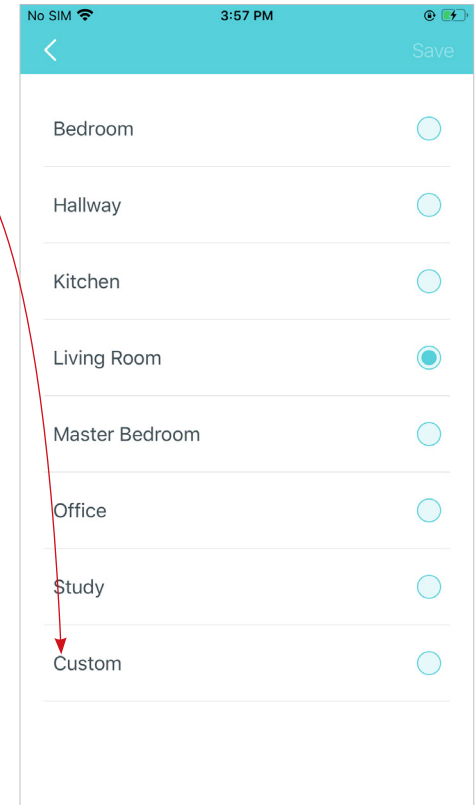 No SIM 3:57 PM
Save
Bedroom
Hallway
Kitchen
Living Room
Master Bedroom
Office
Study
Custom